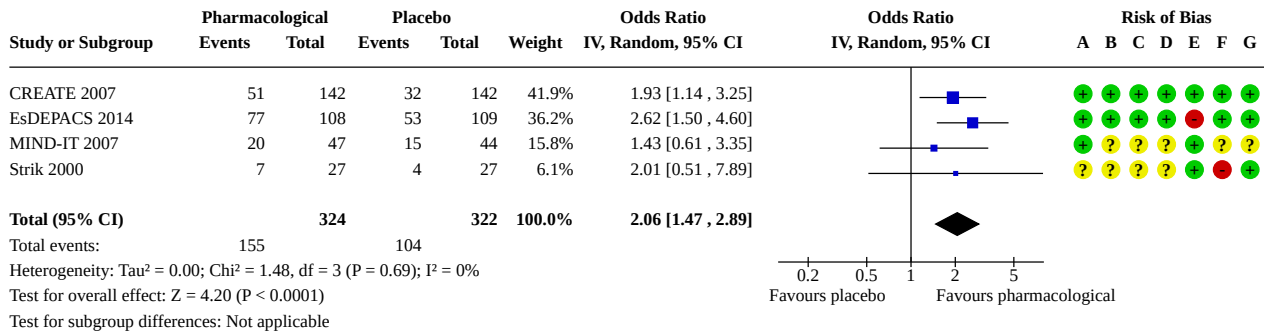 Pharmacological Placebo Odds Ratio Odds Ratio Risk of Bias
Study or Subgroup Events Total Events Total Weight IV, Random, 95% CI IV, Random, 95% CI A B C D E F G
CREATE 2007 51 142 32 142 41.9% 1.93 [1.14 , 3.25] + + + + + + +
EsDEPACS 2014 77 108 53 109 36.2% 2.62 [1.50 , 4.60] + + + + - + +
MIND-IT 2007 20 47 15 44 15.8% 1.43 [0.61 , 3.35] + ? ? ? + ? ?
Strik 2000 7 27 4 27 6.1% 2.01 [0.51 , 7.89] ? ? ? ? + - +
Total (95% CI) 324 322 100.0% 2.06 [1.47 , 2.89]
Total events: 155 104
Heterogeneity: Tau² = 0.00; Chi² = 1.48, df = 3 (P = 0.69); I² = 0%
0.2 0.5 1 2 5
Test for overall effect: Z = 4.20 (P < 0.0001)
Favours placebo Favours pharmacological
Test for subgroup differences: Not applicable